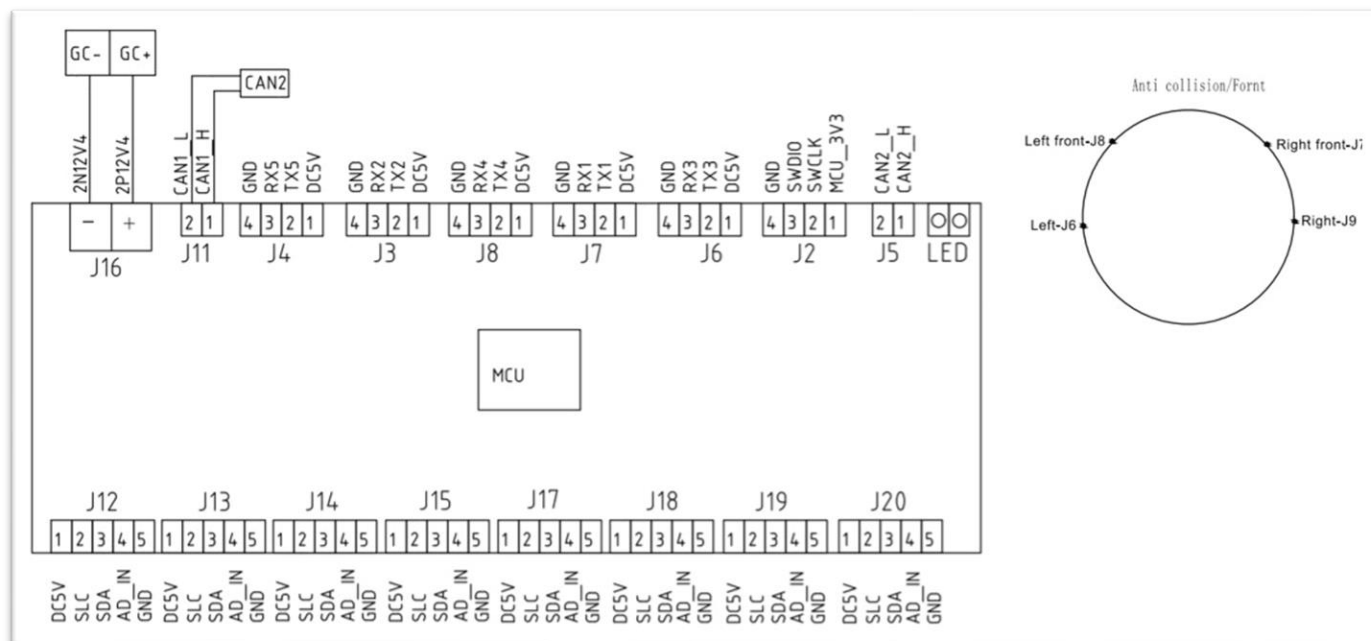 GC- GC+
CAN2
2N12V4 2P12V4 CAN1_L CAN1_H GND RX5 TX5 DC5V GND RX2 TX2 DC5V GND RX4 TX4 DC5V GND RX1 TX1 DC5V GND RX3 TX3 DC5V GND SWDIO SWCLK MCU_3V3 CAN2_L CAN2_H
- + 2 1 4 3 2 1 4 3 2 1 4 3 2 1 4 3 2 1 4 3 2 1 4 3 2 1 2 1
J16 J11 J4 J3 J8 J7 J6 J2 J5 LED
MCU
J12 J13 J14 J15 J17 J18 J19 J20
1 2 3 4 5 1 2 3 4 5 1 2 3 4 5 1 2 3 4 5 1 2 3 4 5 1 2 3 4 5 1 2 3 4 5 1 2 3 4 5
DC5V SLC SDA AD_IN GND DC5V SLC SDA AD_IN GND DC5V SLC SDA AD_IN GND DC5V SLC SDA AD_IN GND DC5V SLC SDA AD_IN GND DC5V SLC SDA AD_IN GND DC5V SLC SDA AD_IN GND DC5V SLC SDA AD_IN GND
Anti collision/Fornt
Left front-J8
Right front-J7
Left-J6
Right-J9